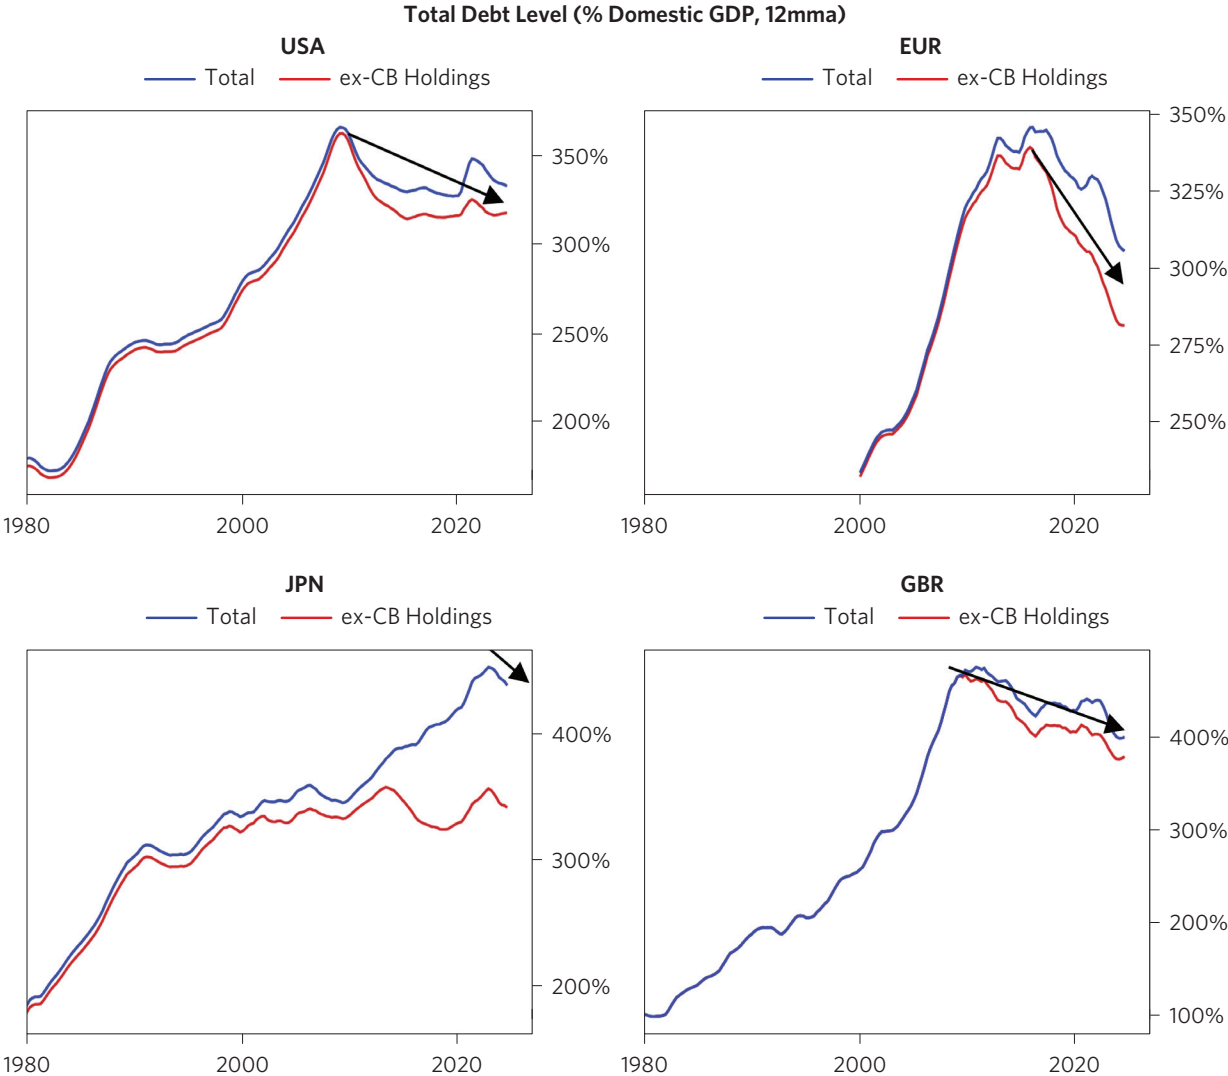 Total Debt Level (% Domestic GDP, 12mma)
USA
Total ex-CB Holdings
350%
300%
250%
200%
1980 2000 2020
EUR
Total ex-CB Holdings
350%
325%
300%
275%
250%
1980 2000 2020
JPN
Total ex-CB Holdings
400%
300%
200%
1980 2000 2020
GBR
Total ex-CB Holdings
400%
300%
200%
100%
1980 2000 2020